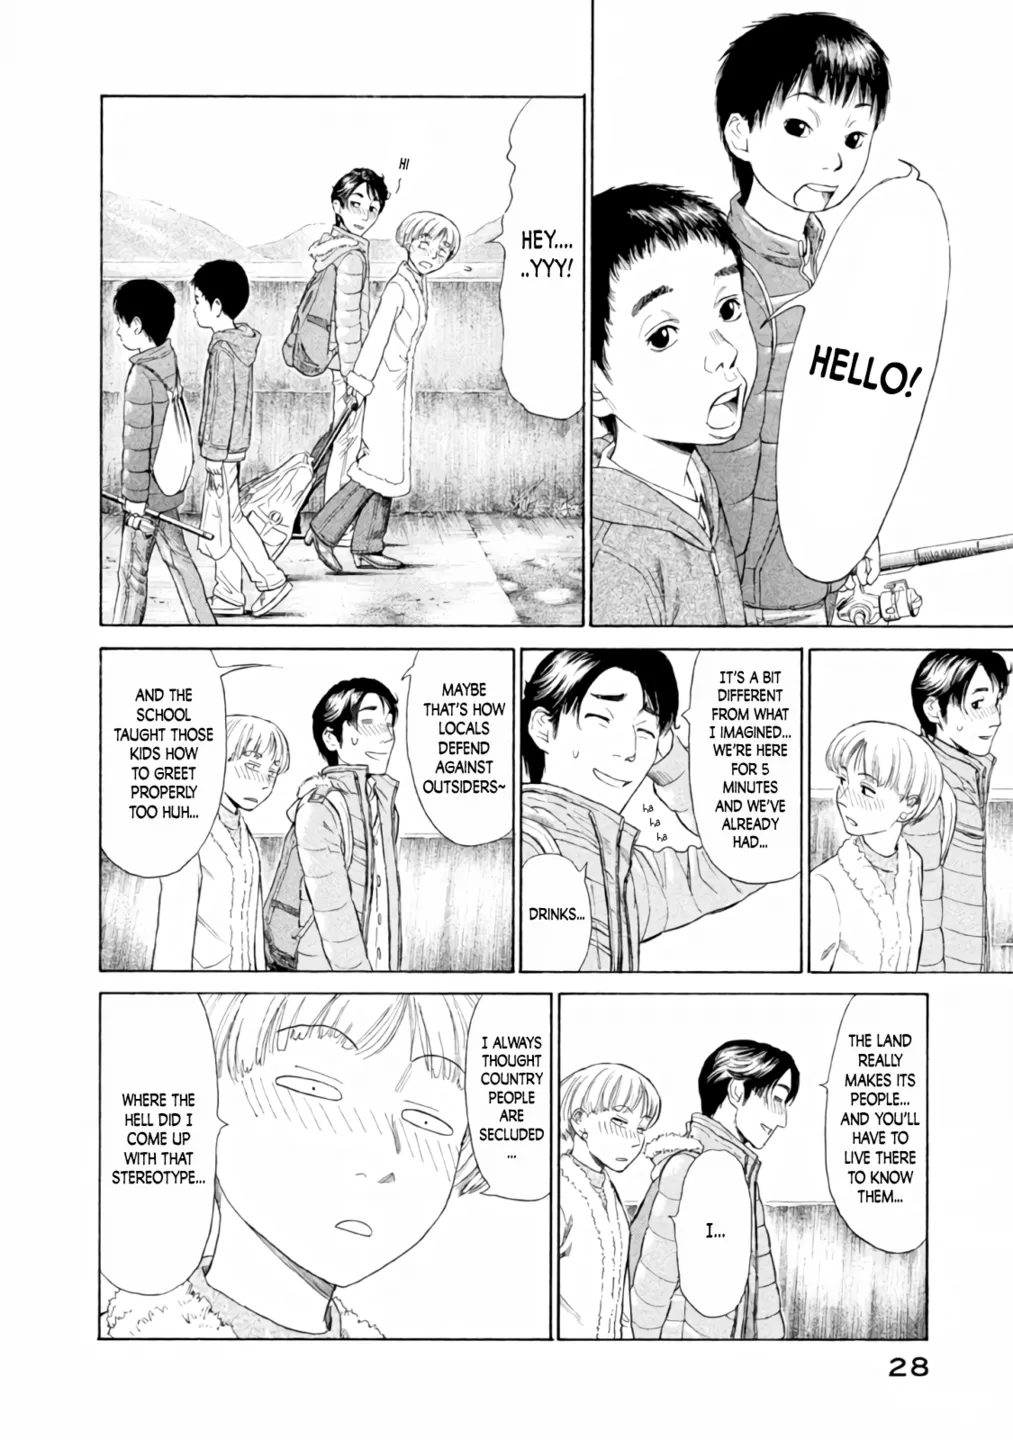 HELLO!
HEY....
..YYY!
HI
IT'S A BIT
DIFFERENT
FROM WHAT
I IMAGINED...
WE'RE HERE
FOR 5
MINUTES
AND WE'VE
ALREADY
HAD...
ha
ha
ha
DRINKS...
MAYBE
THAT'S HOW
LOCALS
DEFEND
AGAINST
OUTSIDERS~
AND THE
SCHOOL
TAUGHT THOSE
KIDS HOW
TO GREET
PROPERLY
TOO HUH...
THE LAND
REALLY
MAKES ITS
PEOPLE...
AND YOU'LL
HAVE TO
LIVE THERE
TO KNOW
THEM...
I...
I ALWAYS
THOUGHT
COUNTRY
PEOPLE
ARE
SECLUDED
...
WHERE THE
HELL DID I
COME UP
WITH THAT
STEREOTYPE...
28